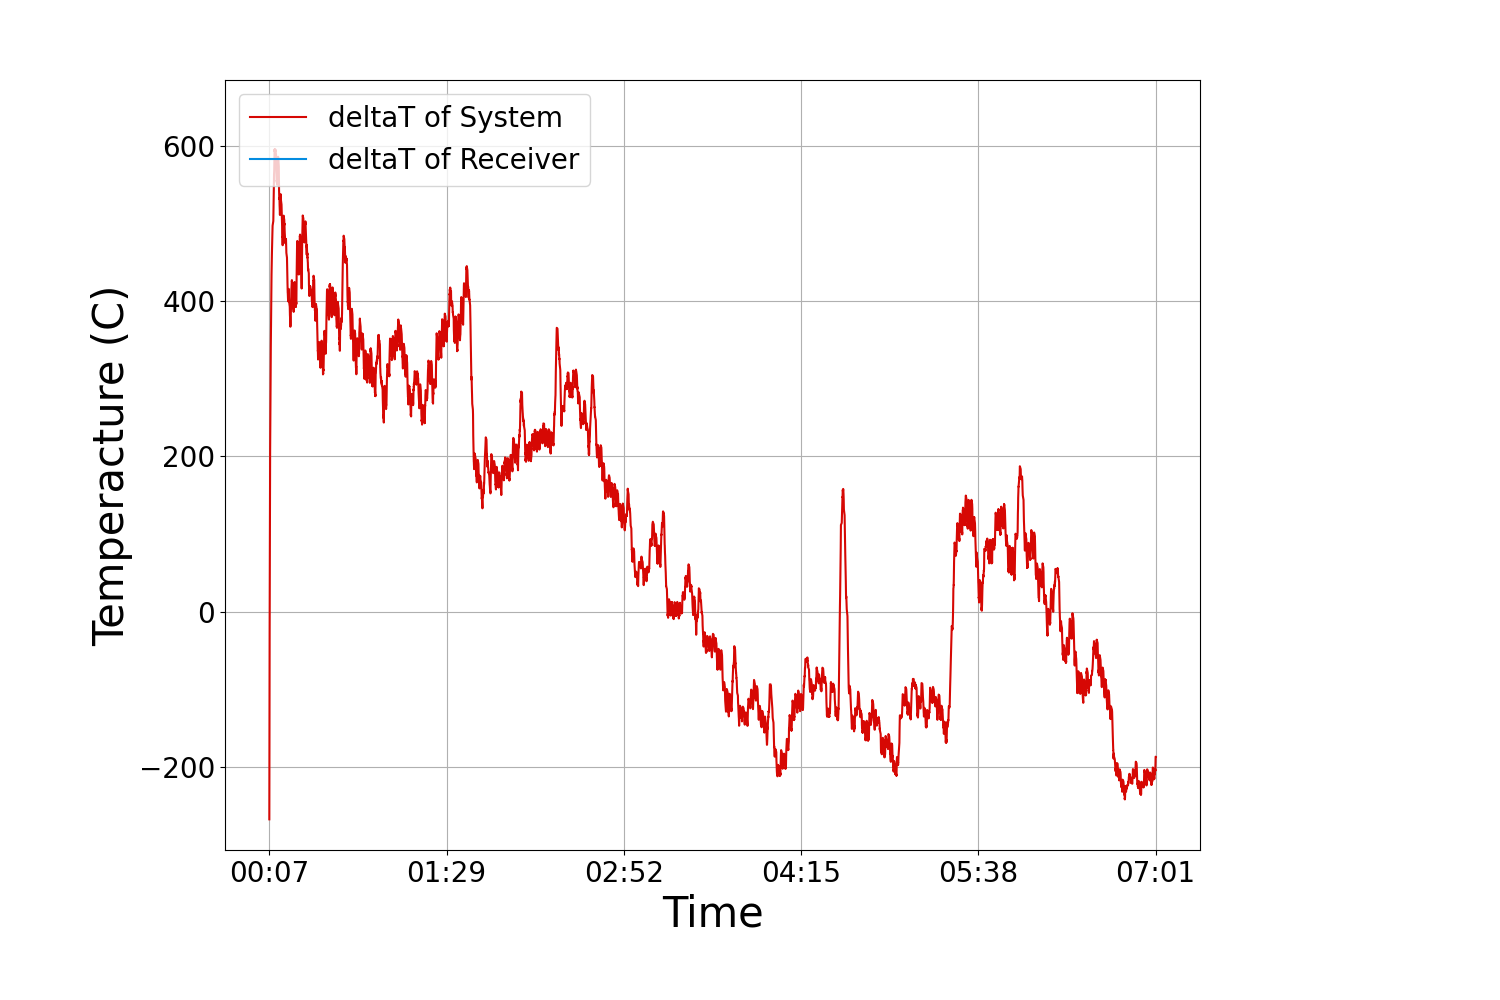 deltaT of System
deltaT of Receiver
600
400
200
0
−200
Temperacture (C)
00:07 01:29 02:52 04:15 05:38 07:01
Time